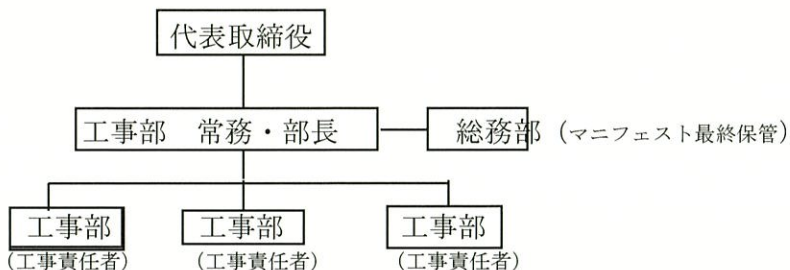 代表取締役
工事部　常務・部長　総務部（マニフェスト最終保管）
工事部　工事部　工事部
(工事責任者)　(工事責任者)　(工事責任者)